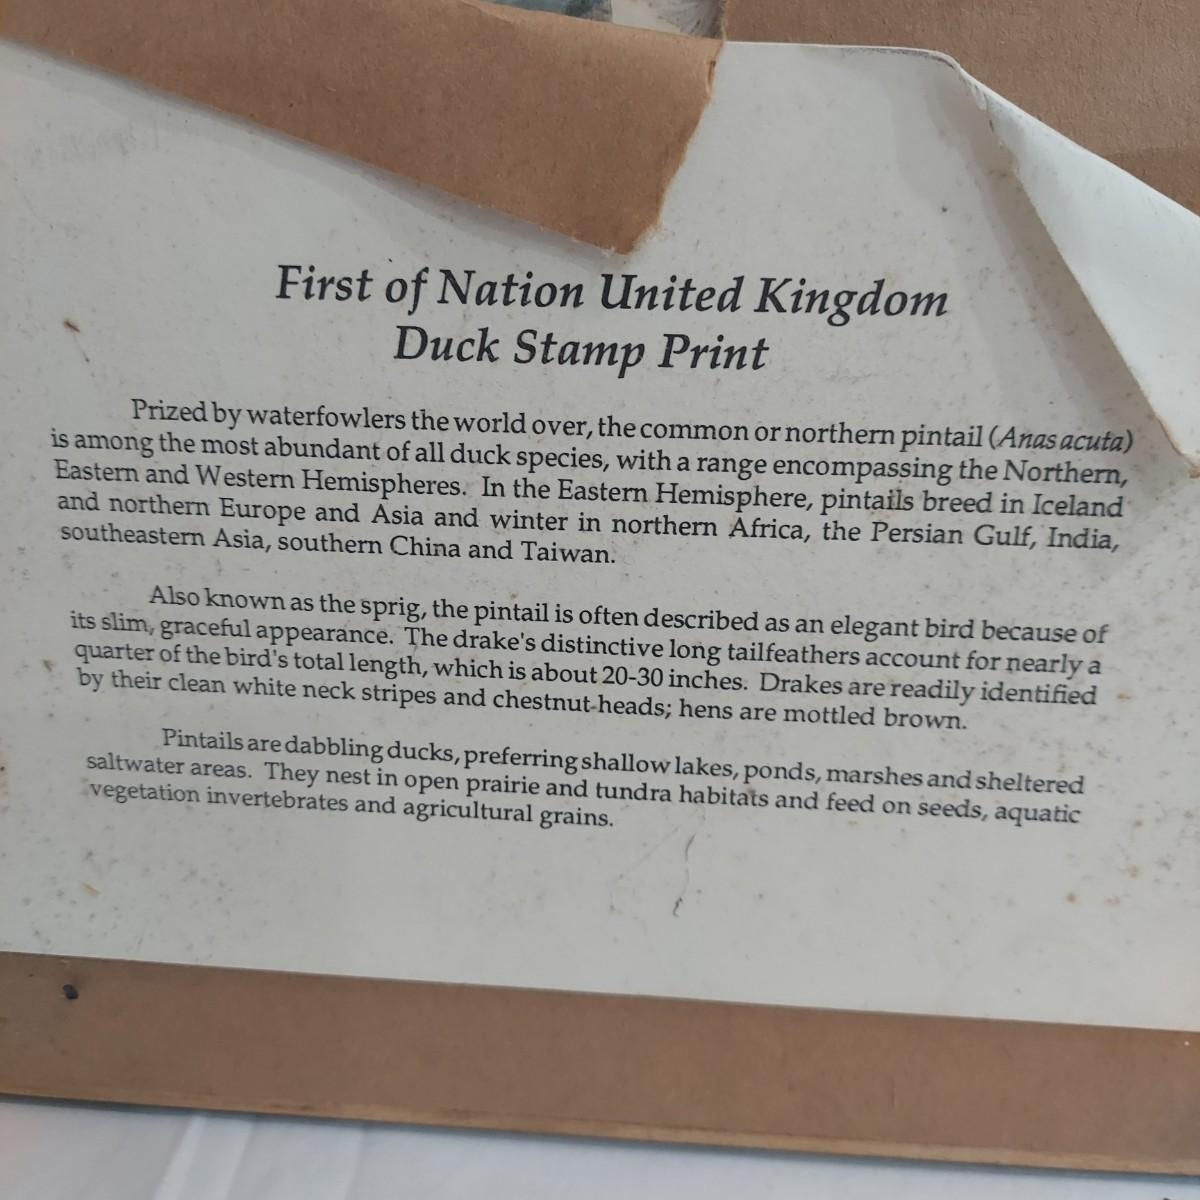 First of Nation United Kingdom
Duck Stamp Print
Prized by waterfowlers the world over, the common or northern pintail (Anas acuta)
is among the most abundant of all duck species, with a range encompassing the Northern,
Eastern and Western Hemispheres. In the Eastern Hemisphere, pintails breed in Iceland
and northern Europe and Asia and winter in northern Africa, the Persian Gulf, India,
southeastern Asia, southern China and Taiwan.
Also known as the sprig, the pintail is often described as an elegant bird because of
its slim, graceful appearance. The drake's distinctive long tailfeathers account for nearly a
quarter of the bird's total length, which is about 20-30 inches. Drakes are readily identified
by their clean white neck stripes and chestnut heads; hens are mottled brown.
Pintails are dabbling ducks, preferring shallow lakes, ponds, marshes and sheltered
saltwater areas. They nest in open prairie and tundra habitats and feed on seeds, aquatic
vegetation invertebrates and agricultural grains.